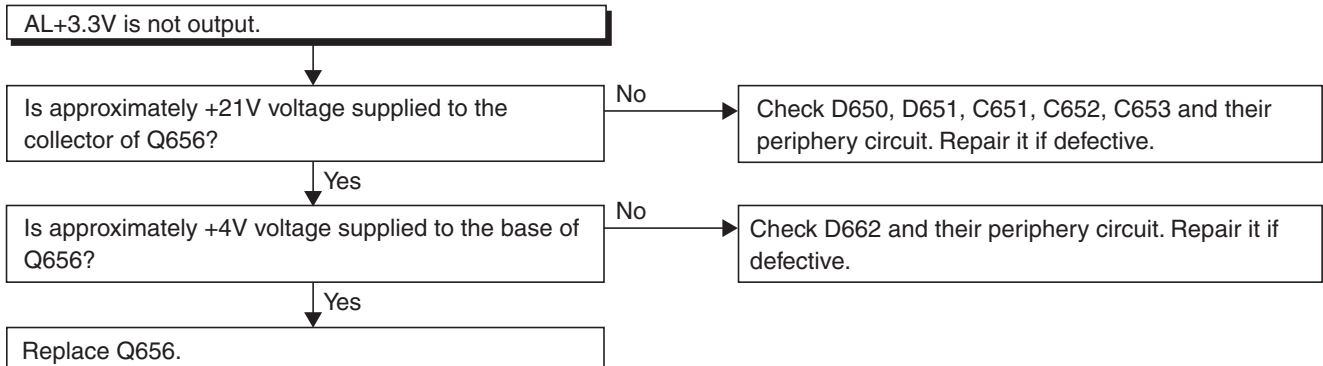 AL+3.3V is not output.
Is approximately +21V voltage supplied to the
collector of Q656?
No
Check D650, D651, C651, C652, C653 and their
periphery circuit. Repair it if defective.
Yes
Is approximately +4V voltage supplied to the base of
Q656?
No
Check D662 and their periphery circuit. Repair it if
defective.
Yes
Replace Q656.